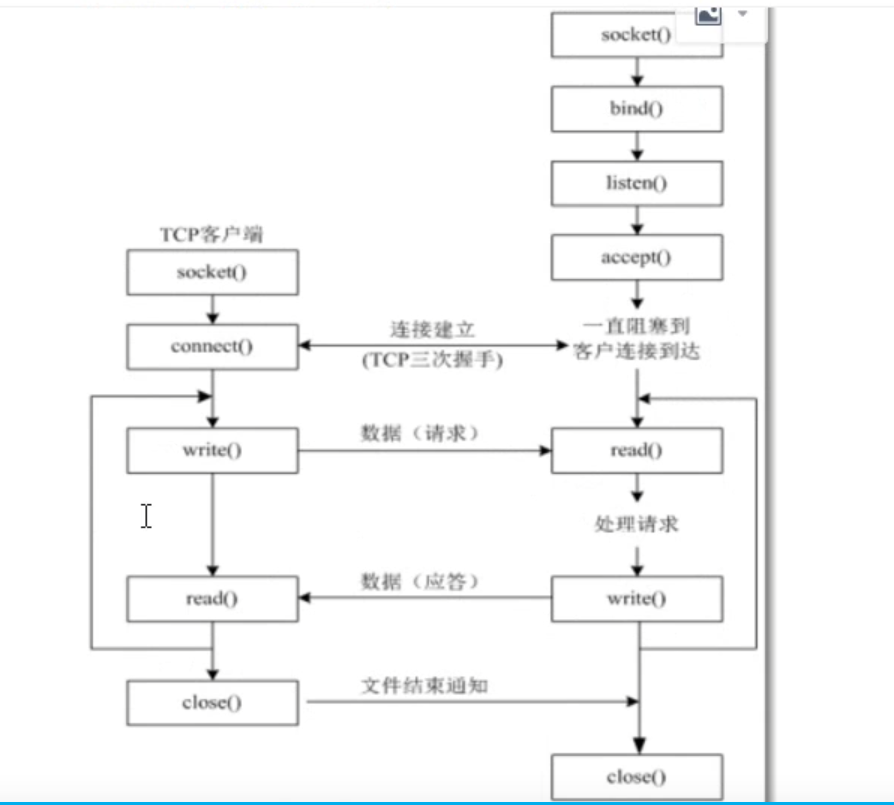 socket()
bind()
listen()
accept()
TCP客户端
socket()
一直阻塞到
客户连接到达
连接建立
(TCP三次握手)
connect()
数据（请求）
write()
read()
处理请求
数据（应答）
read()
write()
文件结束通知
close()
close()